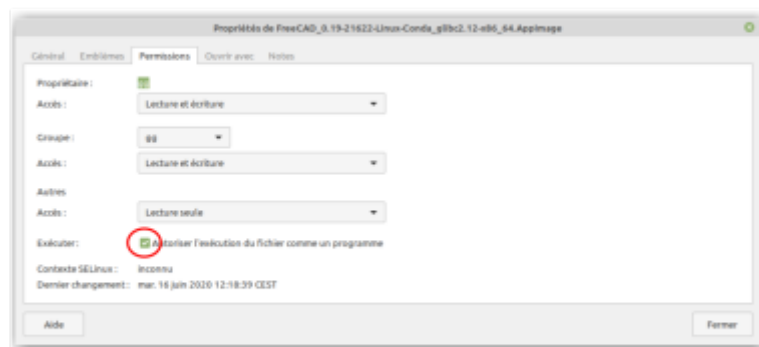 Propriétés de FreeCAD_0.19-21622-Linux-Conda_glibc2.12-x86_64.AppImage
Général Emblèmes Permissions Ouvrir avec Notes
Propriétaire :
Accès : Lecture et écriture
Groupe : gg
Accès : Lecture et écriture
Autres
Accès : Lecture seule
Exécuter : Autoriser l'exécution du fichier comme un programme
Contexte SELinux : inconnu
Dernier changement : mar. 16 juin 2020 12:18:39 CEST
Aide Fermer